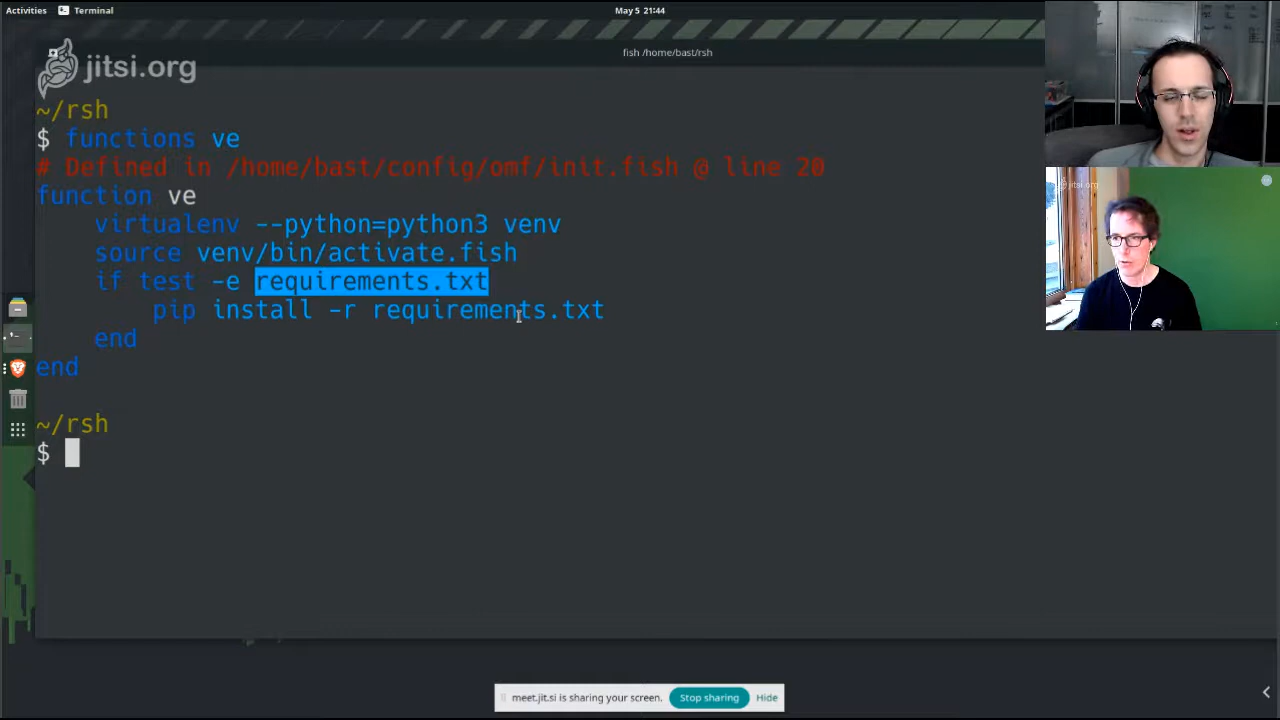 Activities Terminal May 5 21:44
fish /home/bast/rsh
jitsi.org
~/rsh
$ functions ve
# Defined in /home/bast/config/omf/init.fish @ line 20
function ve
virtualenv --python=python3 venv
source venv/bin/activate.fish
if test -e requirements.txt
pip install -r requirements.txt
end
end
~/rsh
$
jitsi.org
meet.jit.si is sharing your screen. Stop sharing Hide